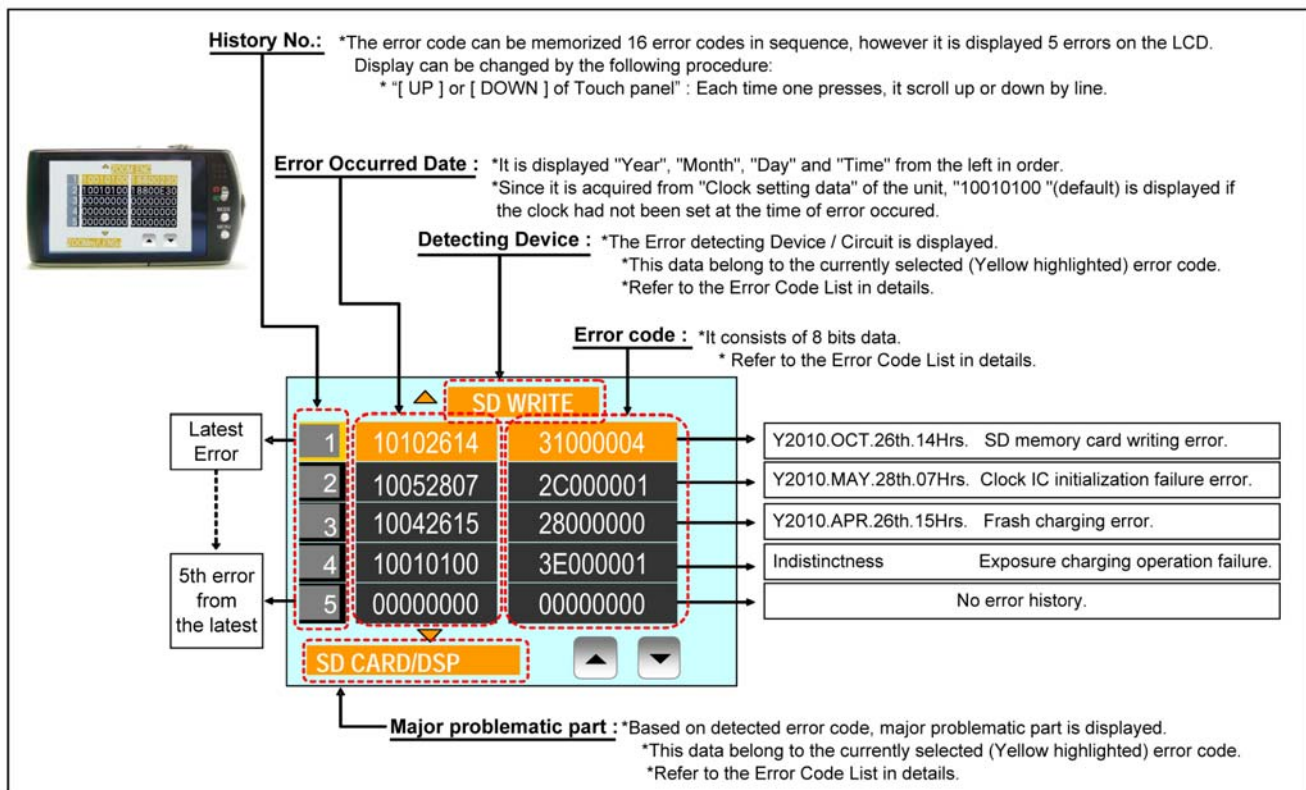 History No.: *The error code can be memorized 16 error codes in sequence, however it is displayed 5 errors on the LCD.
Display can be changed by the following procedure:
* "[ UP ] or [ DOWN ] of Touch panel" : Each time one presses, it scroll up or down by line.
Error Occurred Date : *It is displayed "Year", "Month", "Day" and "Time" from the left in order.
*Since it is acquired from "Clock setting data" of the unit, "10010100 "(default) is displayed if
the clock had not been set at the time of error occured.
Detecting Device : *The Error detecting Device / Circuit is displayed.
*This data belong to the currently selected (Yellow highlighted) error code.
*Refer to the Error Code List in details.
Error code : *It consists of 8 bits data.
* Refer to the Error Code List in details.
SD WRITE
Latest
Error
1 10102614 31000004 Y2010.OCT.26th.14Hrs. SD memory card writing error.
2 10052807 2C000001 Y2010.MAY.28th.07Hrs. Clock IC initialization failure error.
3 10042615 28000000 Y2010.APR.26th.15Hrs. Frash charging error.
4 10010100 3E000001 Indistinctness Exposure charging operation failure.
5 00000000 00000000 No error history.
5th error
from
the latest
SD CARD/DSP
Major problematic part : *Based on detected error code, major problematic part is displayed.
*This data belong to the currently selected (Yellow highlighted) error code.
*Refer to the Error Code List in details.